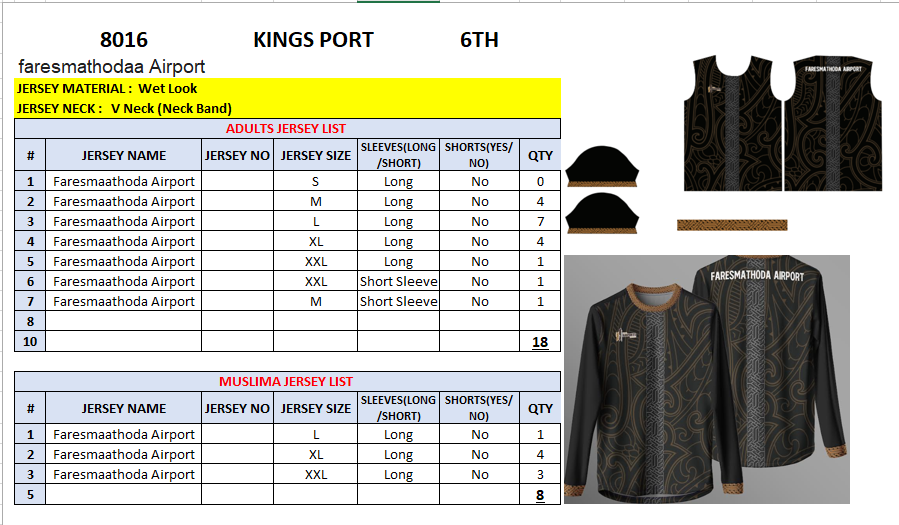 8016 KINGS PORT 6TH
faresmathodaa Airport
JERSEY MATERIAL : Wet Look
JERSEY NECK : V Neck (Neck Band)
ADULTS JERSEY LIST
# JERSEY NAME JERSEY NO JERSEY SIZE SLEEVES(LONG/SHORT) SHORTS(YES/NO) QTY
1 Faresmaathoda Airport S Long No 0
2 Faresmaathoda Airport M Long No 4
3 Faresmaathoda Airport L Long No 7
4 Faresmaathoda Airport XL Long No 4
5 Faresmaathoda Airport XXL Long No 1
6 Faresmaathoda Airport XXL Short Sleeve No 1
7 Faresmaathoda Airport M Short Sleeve No 1
8
10 18
MUSLIMA JERSEY LIST
# JERSEY NAME JERSEY NO JERSEY SIZE SLEEVES(LONG/SHORT) SHORTS(YES/NO) QTY
1 Faresmaathoda Airport L Long No 1
2 Faresmaathoda Airport XL Long No 4
3 Faresmaathoda Airport XXL Long No 3
5 8
FARESMATHODA AIRPORT
FARESMATHODA AIRPORT